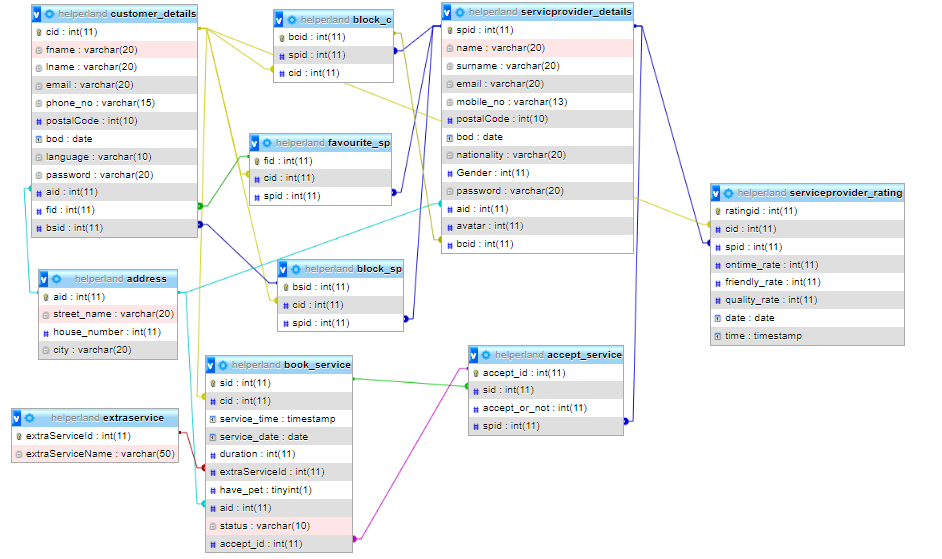 helperland customer_details
cid : int(11)
fname : varchar(20)
lname : varchar(20)
email : varchar(20)
phone_no : varchar(15)
postalCode : int(10)
bod : date
language : varchar(10)
password : varchar(20)
aid : int(11)
fid : int(11)
bsid : int(11)
helperland block_c
bcid : int(11)
spid : int(11)
cid : int(11)
helperland servicprovider_details
spid : int(11)
name : varchar(20)
surname : varchar(20)
email : varchar(20)
mobile_no : varchar(13)
postalCode : int(10)
bod : date
nationality : varchar(20)
Gender : int(11)
password : varchar(20)
aid : int(11)
avatar : int(11)
bcid : int(11)
helperland favourite_sp
fid : int(11)
cid : int(11)
spid : int(11)
helperland serviceprovider_rating
ratingid : int(11)
cid : int(11)
spid : int(11)
ontime_rate : int(11)
friendly_rate : int(11)
quality_rate : int(11)
date : date
time : timestamp
helperland address
aid : int(11)
street_name : varchar(20)
house_number : int(11)
city : varchar(20)
helperland block_sp
bsid : int(11)
cid : int(11)
spid : int(11)
helperland book_service
sid : int(11)
cid : int(11)
service_time : timestamp
service_date : date
duration : int(11)
extraServiceId : int(11)
have_pet : tinyint(1)
aid : int(11)
status : varchar(10)
accept_id : int(11)
helperland accept_service
accept_id : int(11)
sid : int(11)
accept_or_not : int(11)
spid : int(11)
helperland extraservice
extraServiceId : int(11)
extraServiceName : varchar(50)